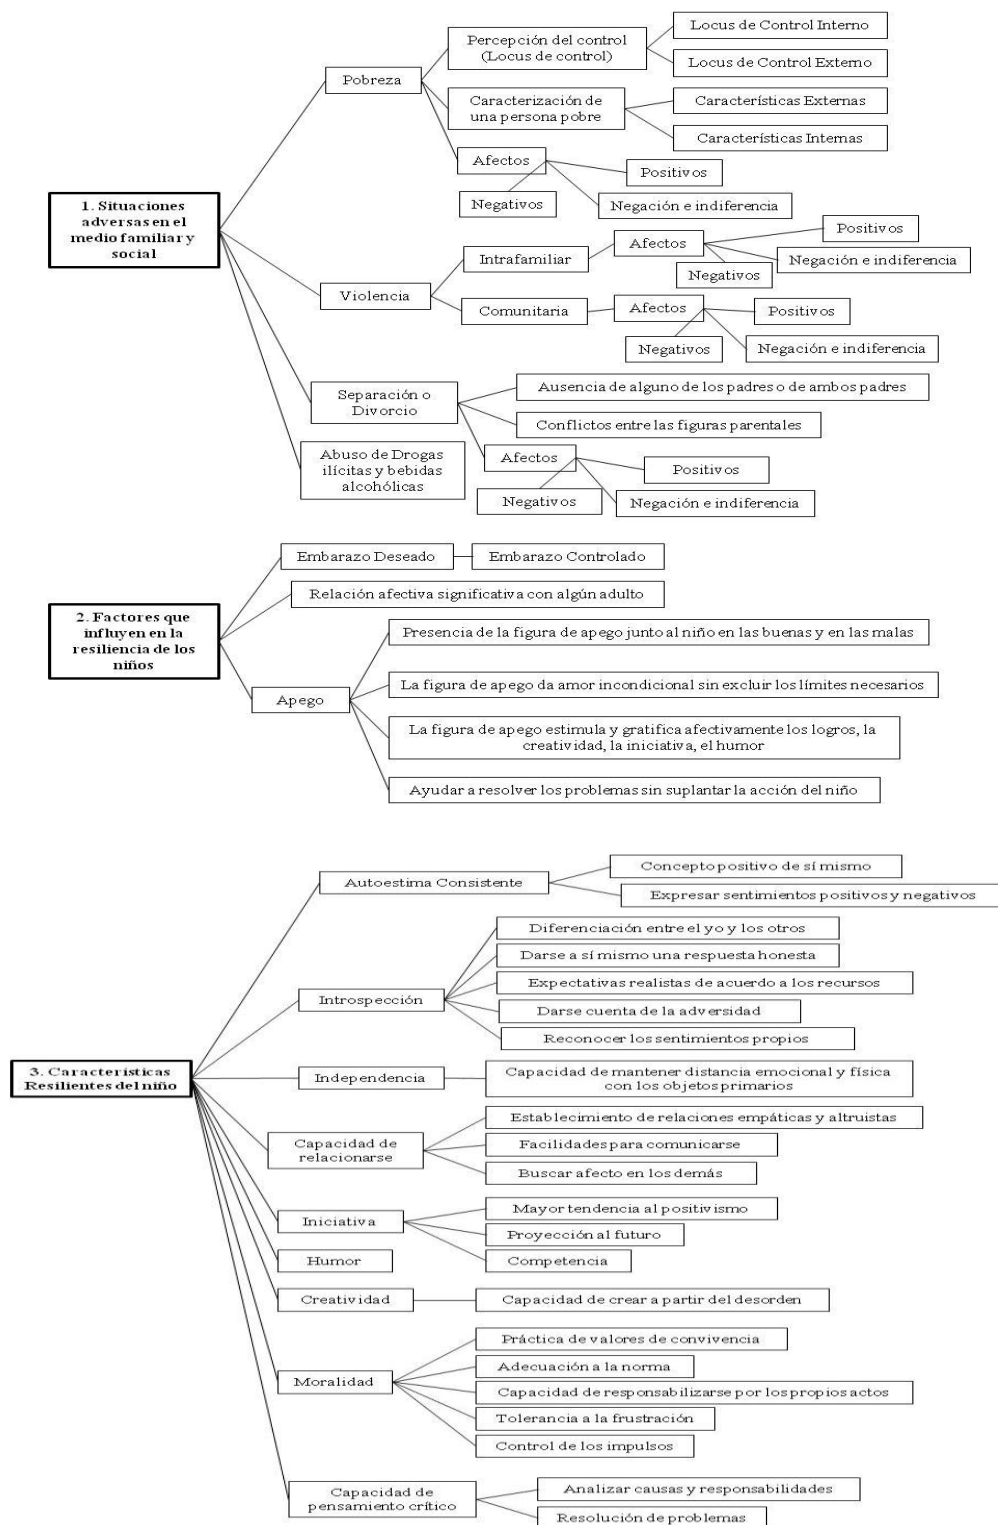 Locus de Control Interno
Percepción del control
(Locus de control)
Locus de Control Externo
Pobreza
Caracterización de
una persona pobre
Características Externas
Características Internas
Afectos
Positivos
Negativos
Negación e indiferencia
1. Situaciones
adversas en el
medio familiar y
social
Violencia
Intrafamiliar
Afectos
Positivos
Negación e indiferencia
Negativos
Comunitaria
Afectos
Positivos
Negativos
Negación e indiferencia
Separación o
Divorcio
Ausencia de alguno de los padres o de ambos padres
Conflictos entre las figuras parentales
Afectos
Positivos
Negativos
Negación e indiferencia
Abuso de Drogas
ilícitas y bebidas
alcohólicas
Embarazo Deseado
Embarazo Controlado
Relación afectiva significativa con algún adulto
2. Factores que
influyen en la
resiliencia de los
niños
Apego
Presencia de la figura de apego junto al niño en las buenas y en las malas
La figura de apego da amor incondicional sin excluir los límites necesarios
La figura de apego estimula y gratifica afectivamente los logros, la
creatividad, la iniciativa, el humor
Ayudar a resolver los problemas sin suplantar la acción del niño
Autoestima Consistente
Concepto positivo de sí mismo
Expresar sentimientos positivos y negativos
Introspección
Diferenciación entre el yo y los otros
Darse a sí mismo una respuesta honesta
Expectativas realistas de acuerdo a los recursos
Darse cuenta de la adversidad
Reconocer los sentimientos propios
3. Características
Resilientes del niño
Independencia
Capacidad de mantener distancia emocional y física
con los objetos primarios
Capacidad de
relacionarse
Establecimiento de relaciones empáticas y altruistas
Facilidades para comunicarse
Buscar afecto en los demás
Iniciativa
Mayor tendencia al positivismo
Proyección al futuro
Competencia
Humor
Creatividad
Capacidad de crear a partir del desorden
Moralidad
Práctica de valores de convivencia
Adecuación a la norma
Capacidad de responsabilizarse por los propios actos
Tolerancia a la frustración
Control de los impulsos
Capacidad de
pensamiento crítico
Analizar causas y responsabilidades
Resolución de problemas